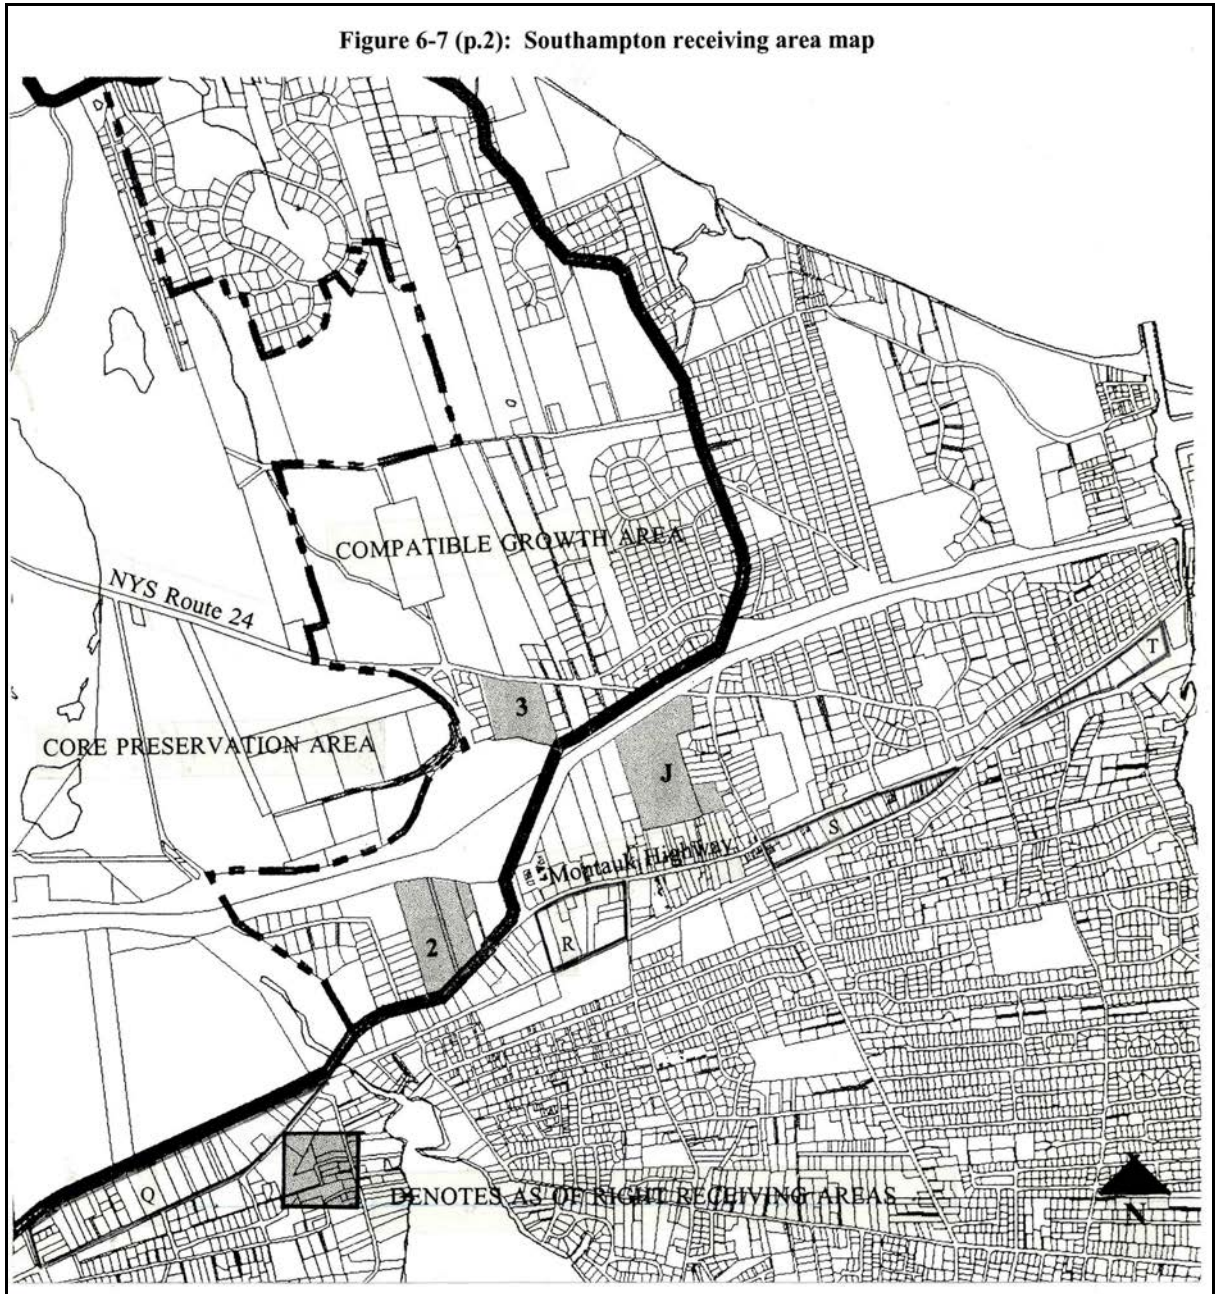 Figure 6-7 (p.2): Southampton receiving area map
COMPATIBLE GROWTH AREA
NYS Route 24
T
3
CORE PRESERVATION AREA
J
S
Montauk Highway
2
R
Q
DENOTES AS OF RIGHT RECEIVING AREAS
N